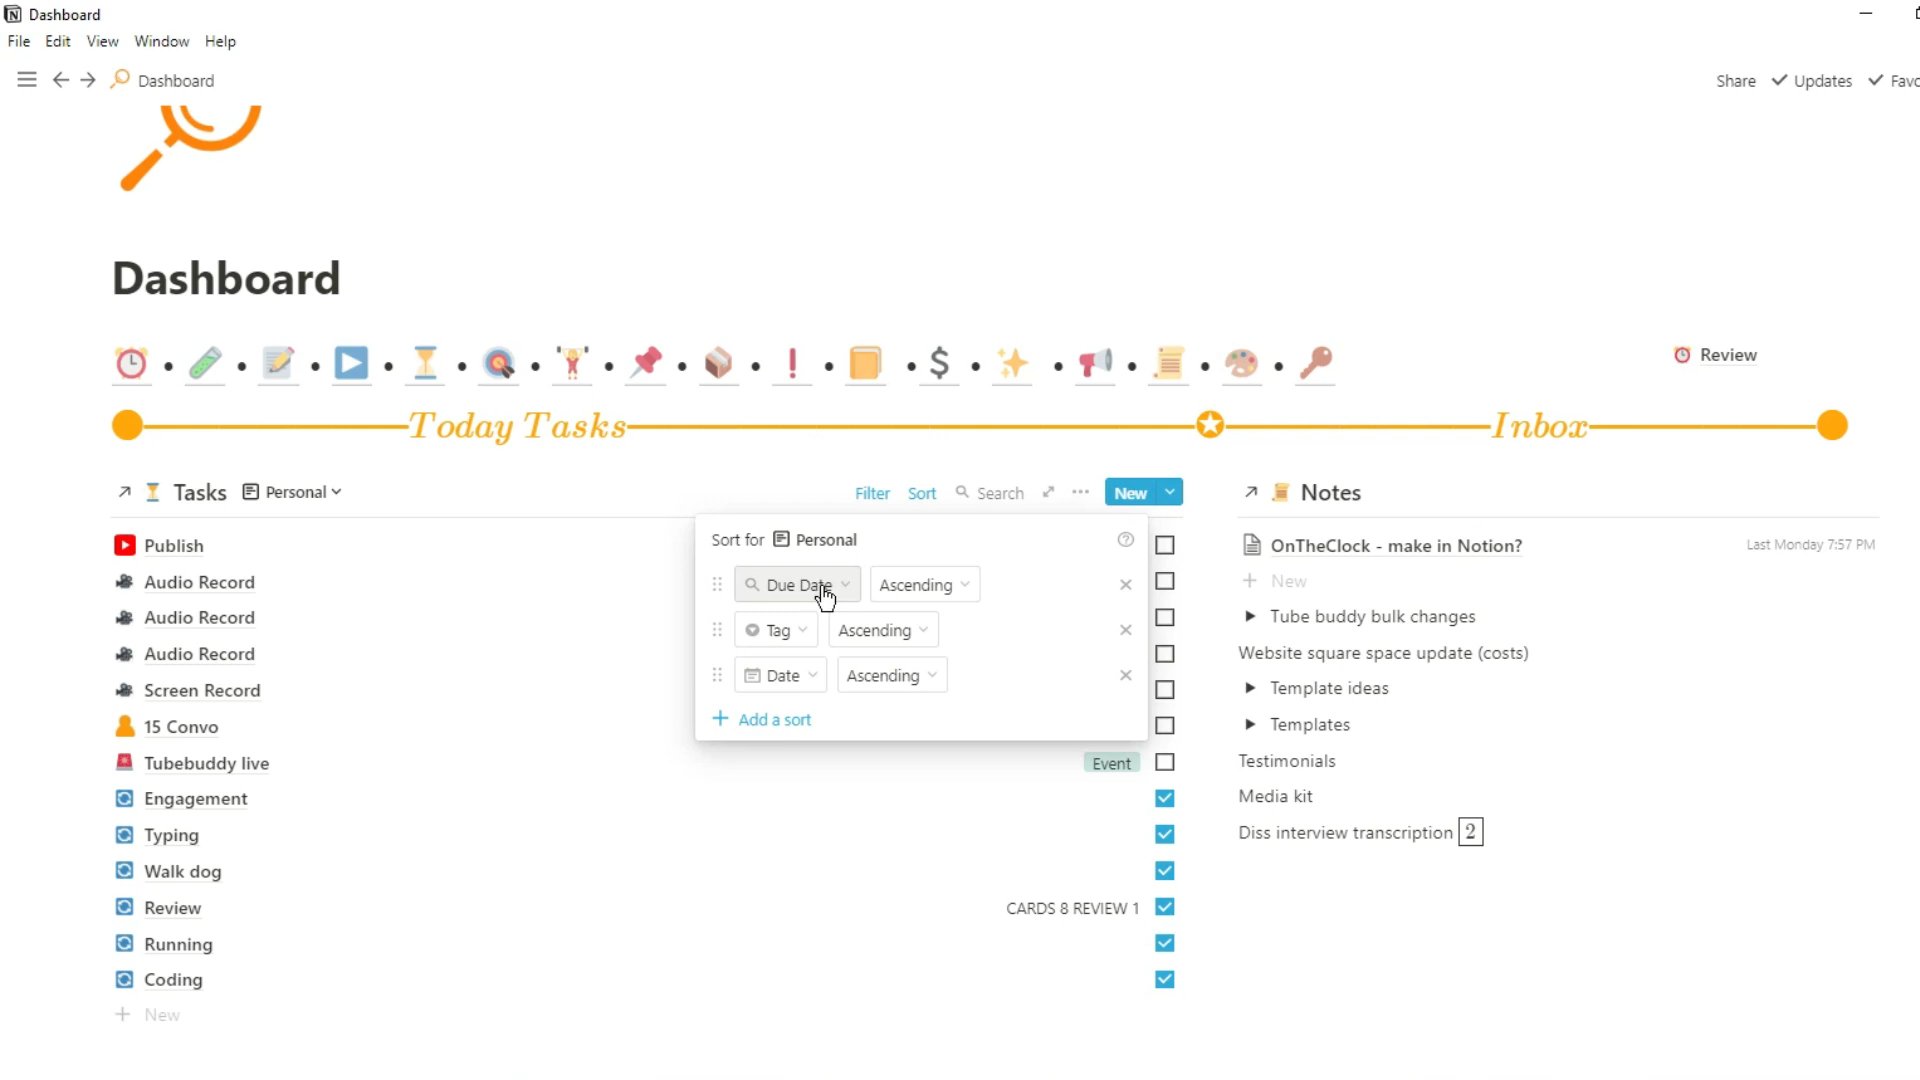 Dashboard
File Edit View Window Help
Dashboard
Share Updates
Dashboard
Review
Today Tasks Inbox
Tasks Personal Filter Sort Search New
Notes
Sort for Personal
Due Date Ascending
Tag Ascending
Date Ascending
Add a sort
Publish
Audio Record
Audio Record
Audio Record
Screen Record
15 Convo
Tubebuddy live Event
Engagement
Typing
Walk dog
Review CARDS 8 REVIEW 1
Running
Coding
New
OnTheClock - make in Notion? Last Monday 7:57 PM
New
Tube buddy bulk changes
Website square space update (costs)
Template ideas
Templates
Testimonials
Media kit
Diss interview transcription 2